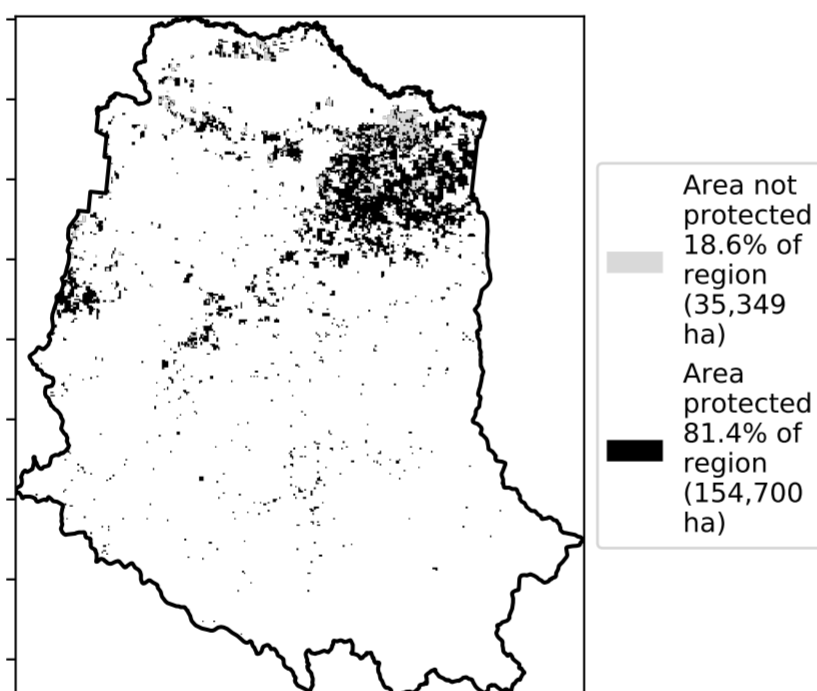 Area not
protected
18.6% of
region
(35,349
ha)
Area
protected
81.4% of
region
(154,700
ha)